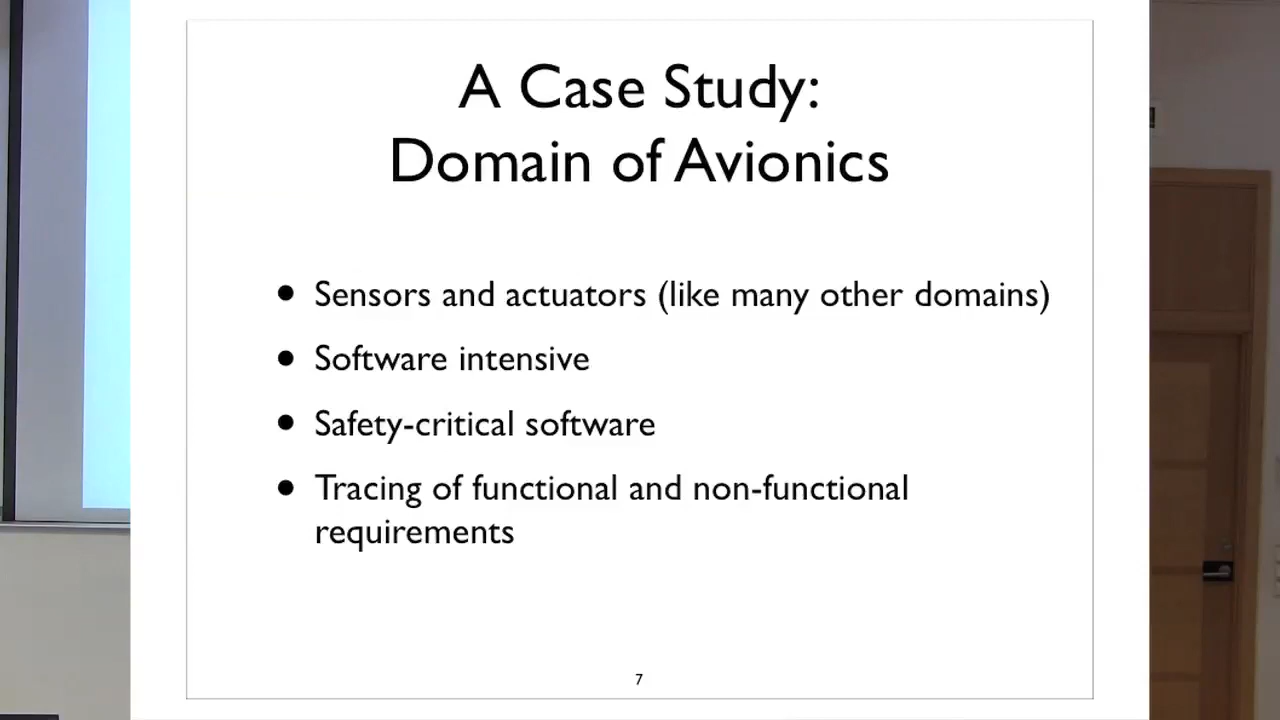 A Case Study:
Domain of Avionics
• Sensors and actuators (like many other domains)
• Software intensive
• Safety-critical software
• Tracing of functional and non-functional
requirements
7